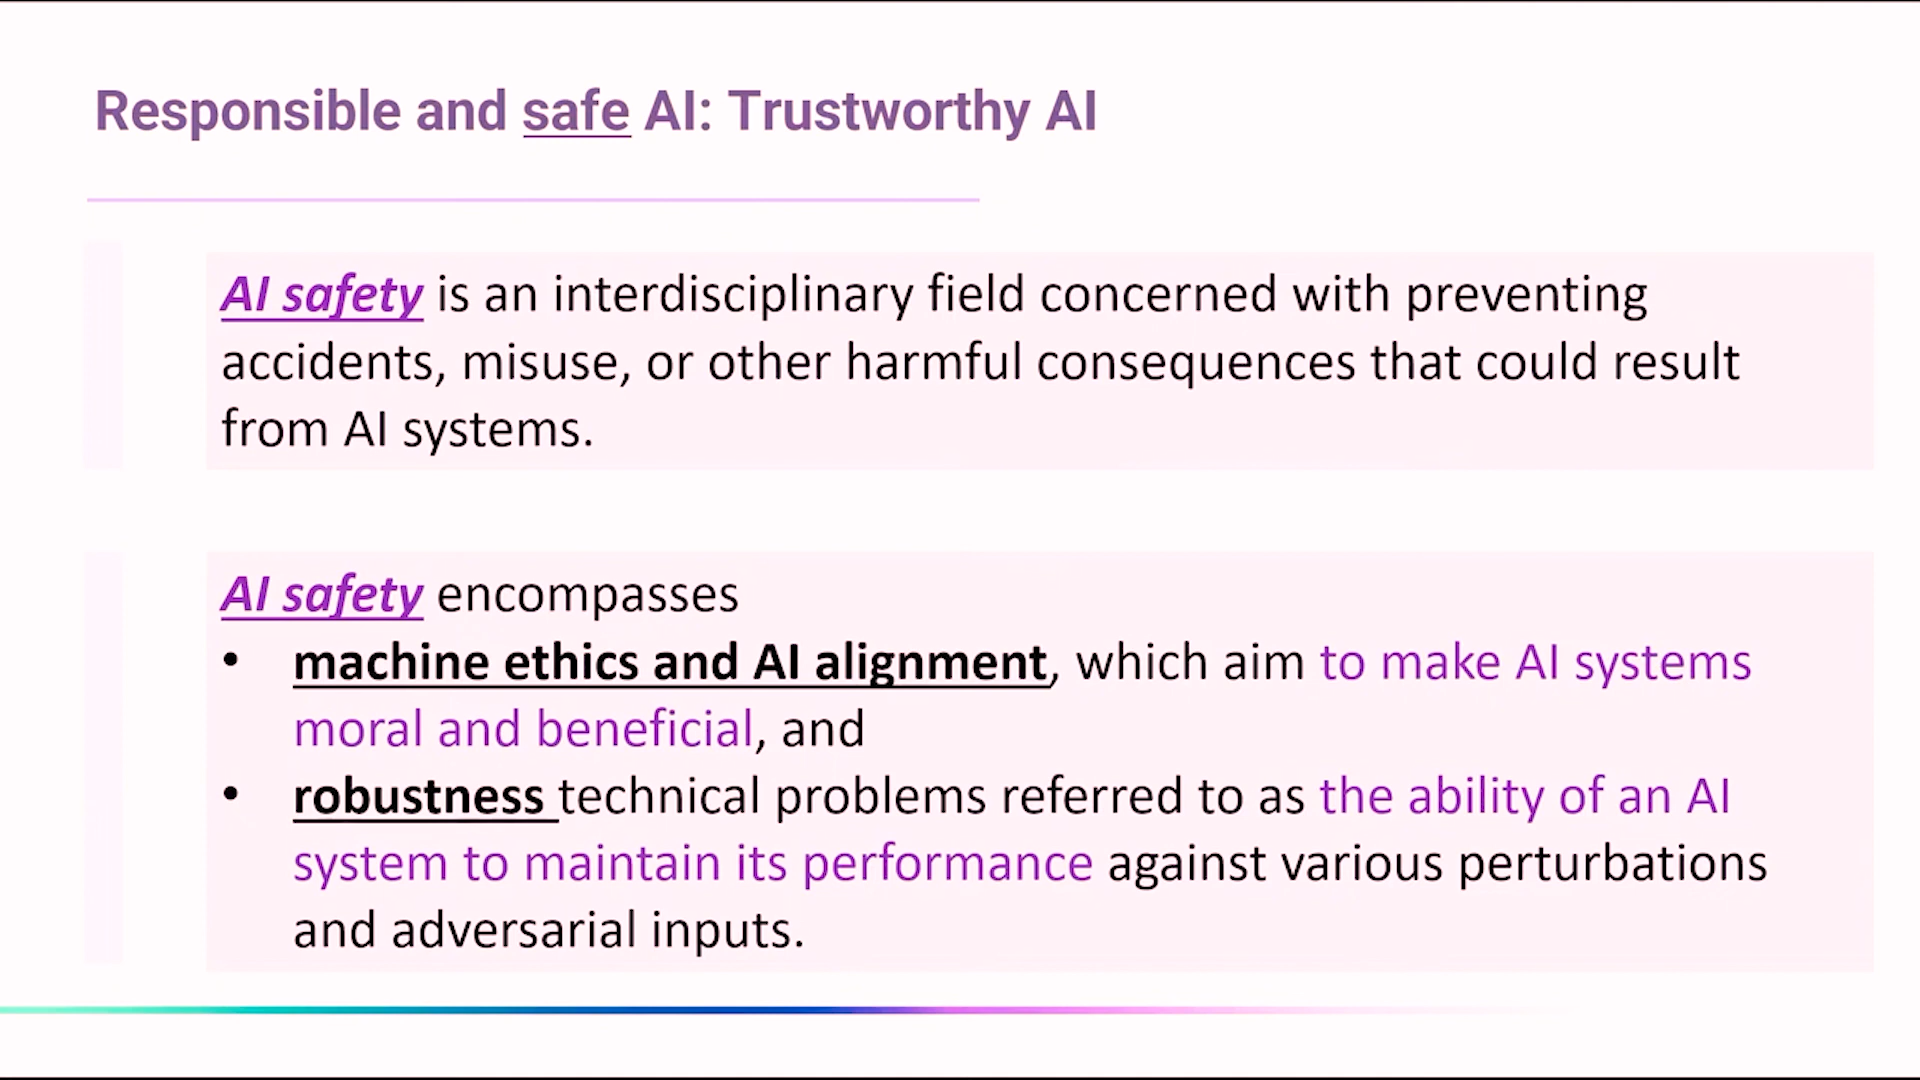 Responsible and safe AI: Trustworthy AI
AI safety is an interdisciplinary field concerned with preventing
accidents, misuse, or other harmful consequences that could result
from AI systems.
AI safety encompasses
• machine ethics and AI alignment, which aim to make AI systems
moral and beneficial, and
• robustness technical problems referred to as the ability of an AI
system to maintain its performance against various perturbations
and adversarial inputs.